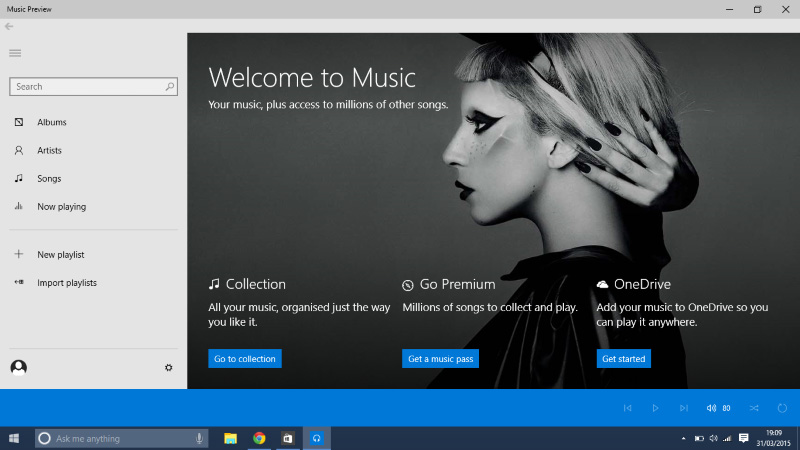 Music Preview
Search
Albums
Artists
Songs
Now playing
New playlist
Import playlists
Welcome to Music
Your music, plus access to millions of other songs.
Collection
All your music, organised just the way
you like it.
Go to collection
Go Premium
Millions of songs to collect and play.
Get a music pass
OneDrive
Add your music to OneDrive so you
can play it anywhere.
Get started
80
Ask me anything
19:09
31/03/2015